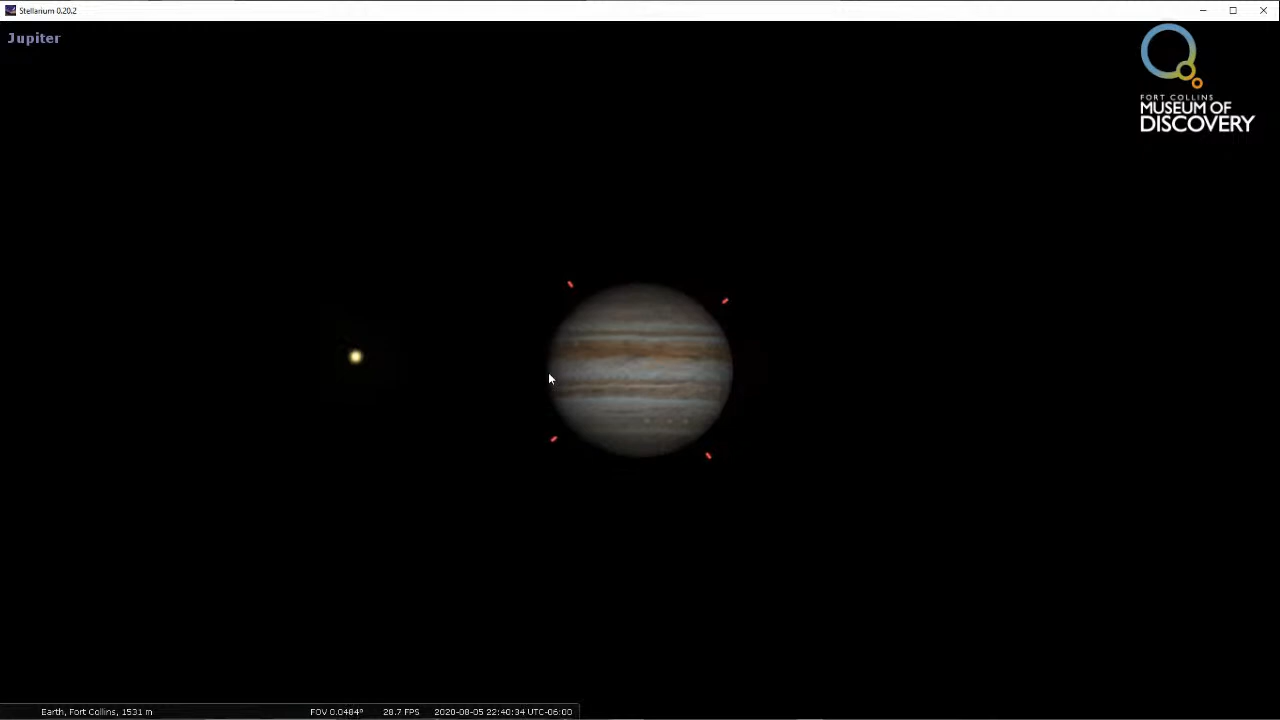 Stellarium 0.20.2
Jupiter
FORT COLLINS
MUSEUM OF
DISCOVERY
Earth, Fort Collins, 1531 m
FOV 0.0484°
28.7 FPS
2020-08-05 22:40:34 UTC-06:00